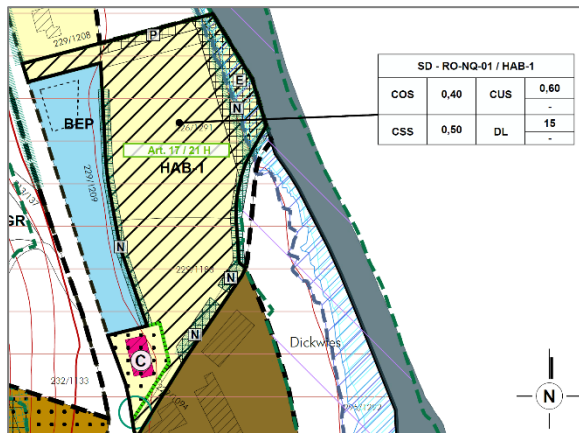 229/1208
P
SD - RO-NQ-01 / HAB-1
COS 0,40 CUS 0,60
-
CSS 0,50 DL 15
-
E
N
BEP
Art. 17 / 21 H
HAB-1
229/1209
GR
N
229/1185
N
N
Dickwies
C
232/1133
N